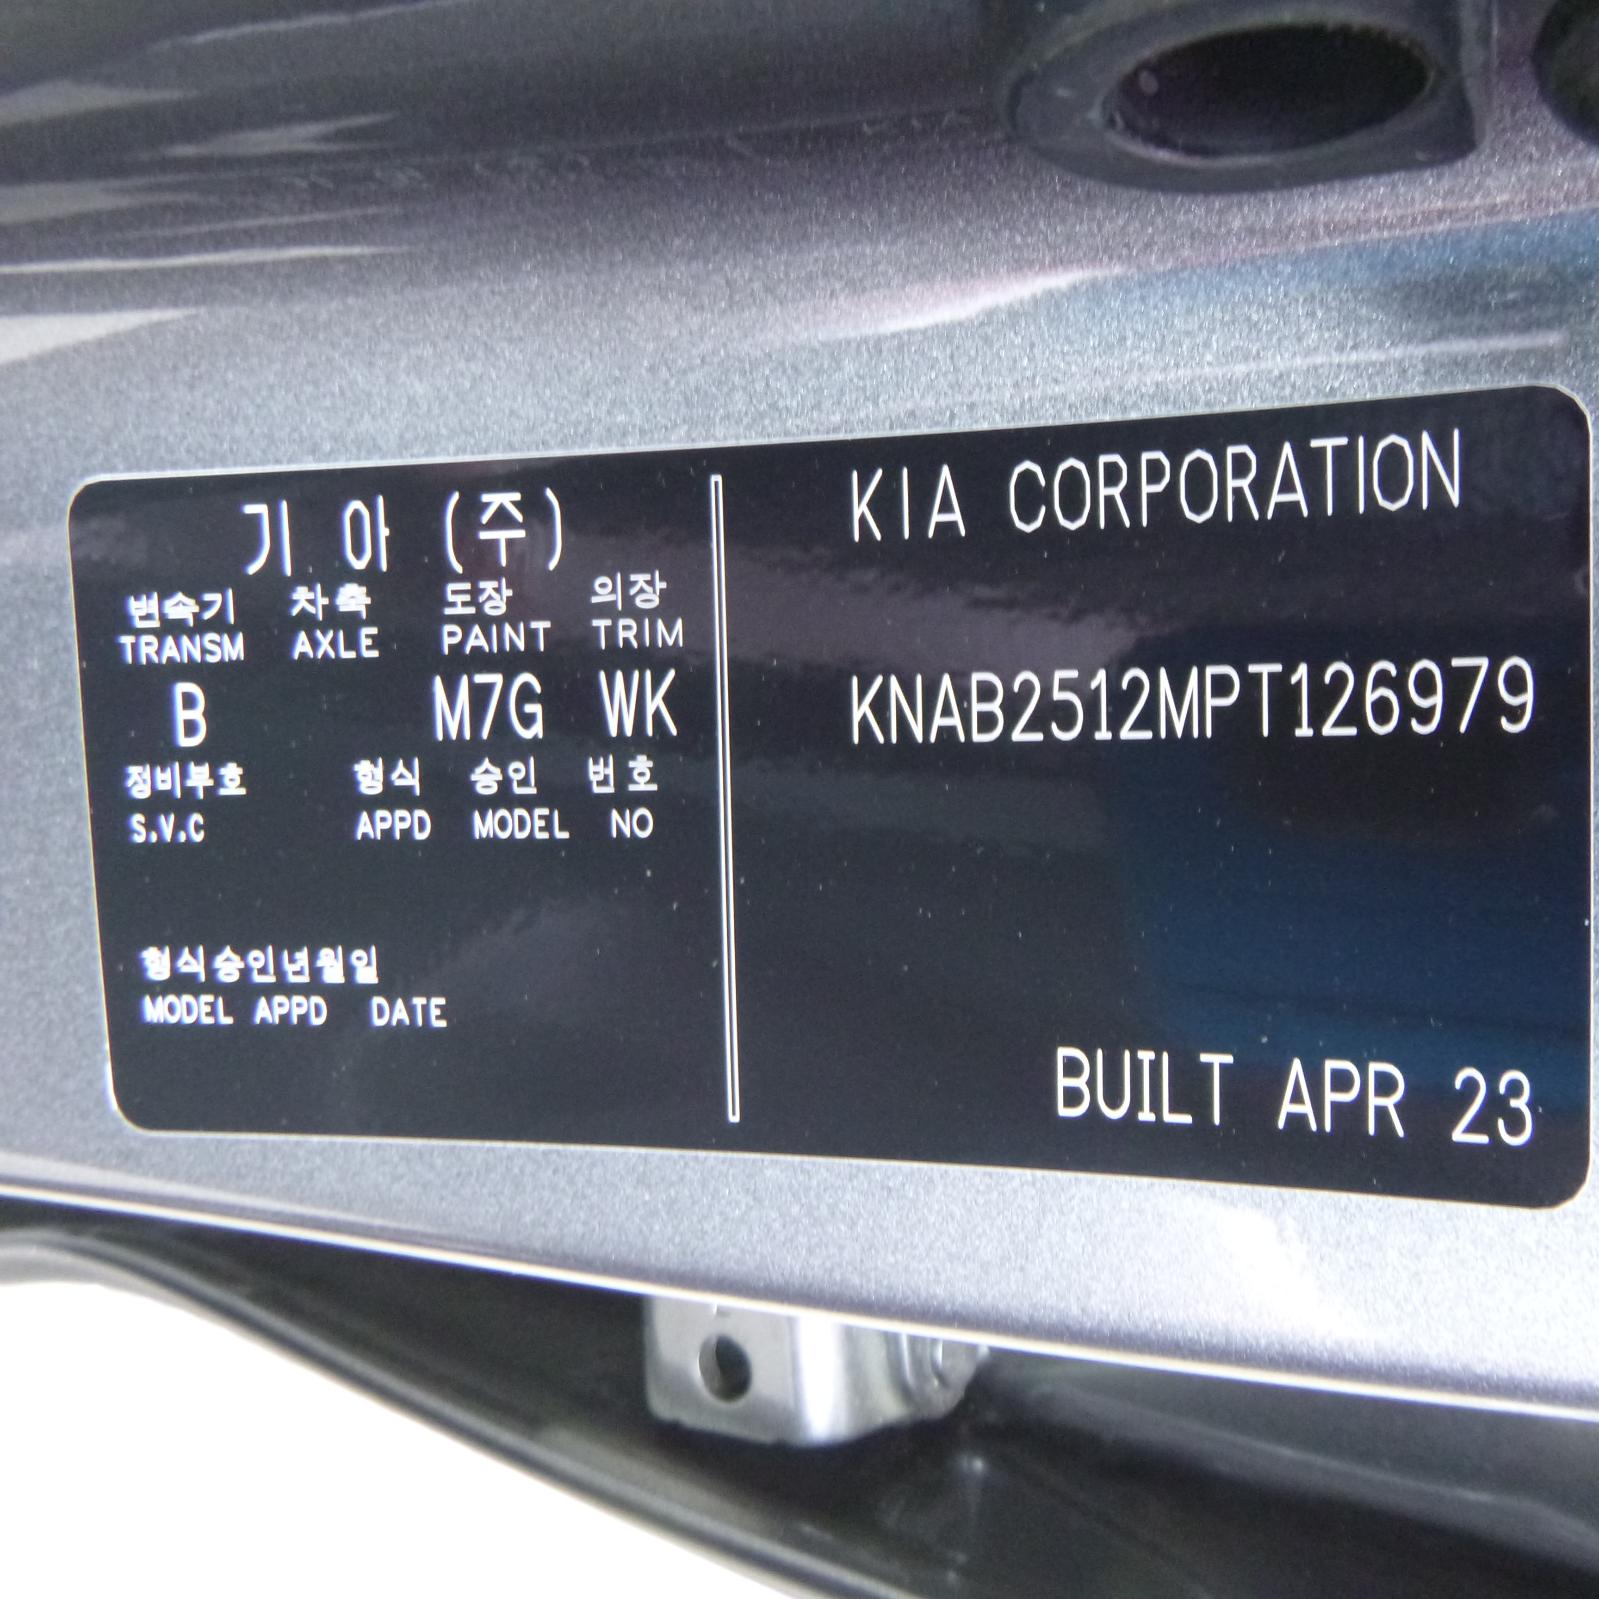 기 아 (주)
변속기 차축 도장 의장
TRANSM AXLE PAINT TRIM
B M7G WK
정비부호 형식 승인 번호
S.V.C APPD MODEL NO
형식승인년월일
MODEL APPD DATE
KIA CORPORATION
KNAB2512MPT126979
BUILT APR 23